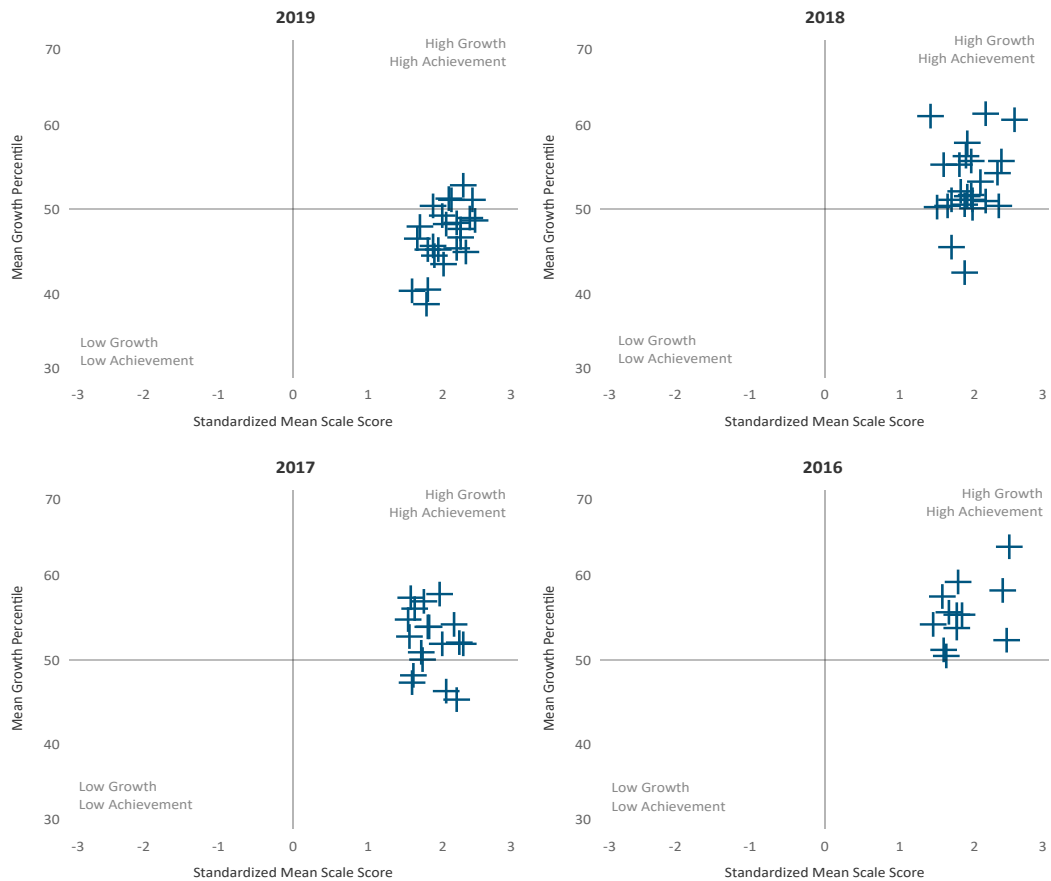 2019
High Growth
High Achievement
70
60
50
40
30
Mean Growth Percentile
Low Growth
Low Achievement
-3 -2 -1 0 1 2 3
Standardized Mean Scale Score
2018
High Growth
High Achievement
70
60
50
40
30
Mean Growth Percentile
Low Growth
Low Achievement
-3 -2 -1 0 1 2 3
Standardized Mean Scale Score
2017
High Growth
High Achievement
70
60
50
40
30
Mean Growth Percentile
Low Growth
Low Achievement
-3 -2 -1 0 1 2 3
Standardized Mean Scale Score
2016
High Growth
High Achievement
70
60
50
40
30
Mean Growth Percentile
Low Growth
Low Achievement
-3 -2 -1 0 1 2 3
Standardized Mean Scale Score